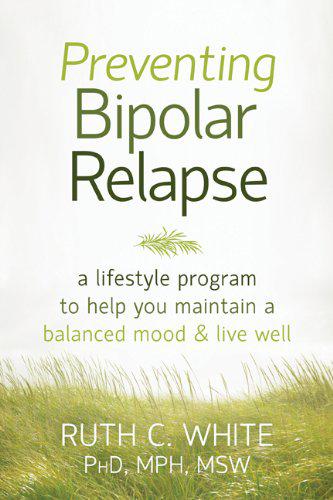 Preventing
Bipolar
Relapse
a lifestyle program
to help you maintain a
balanced mood & live well
RUTH C. WHITE
PHD, MPH, MSW